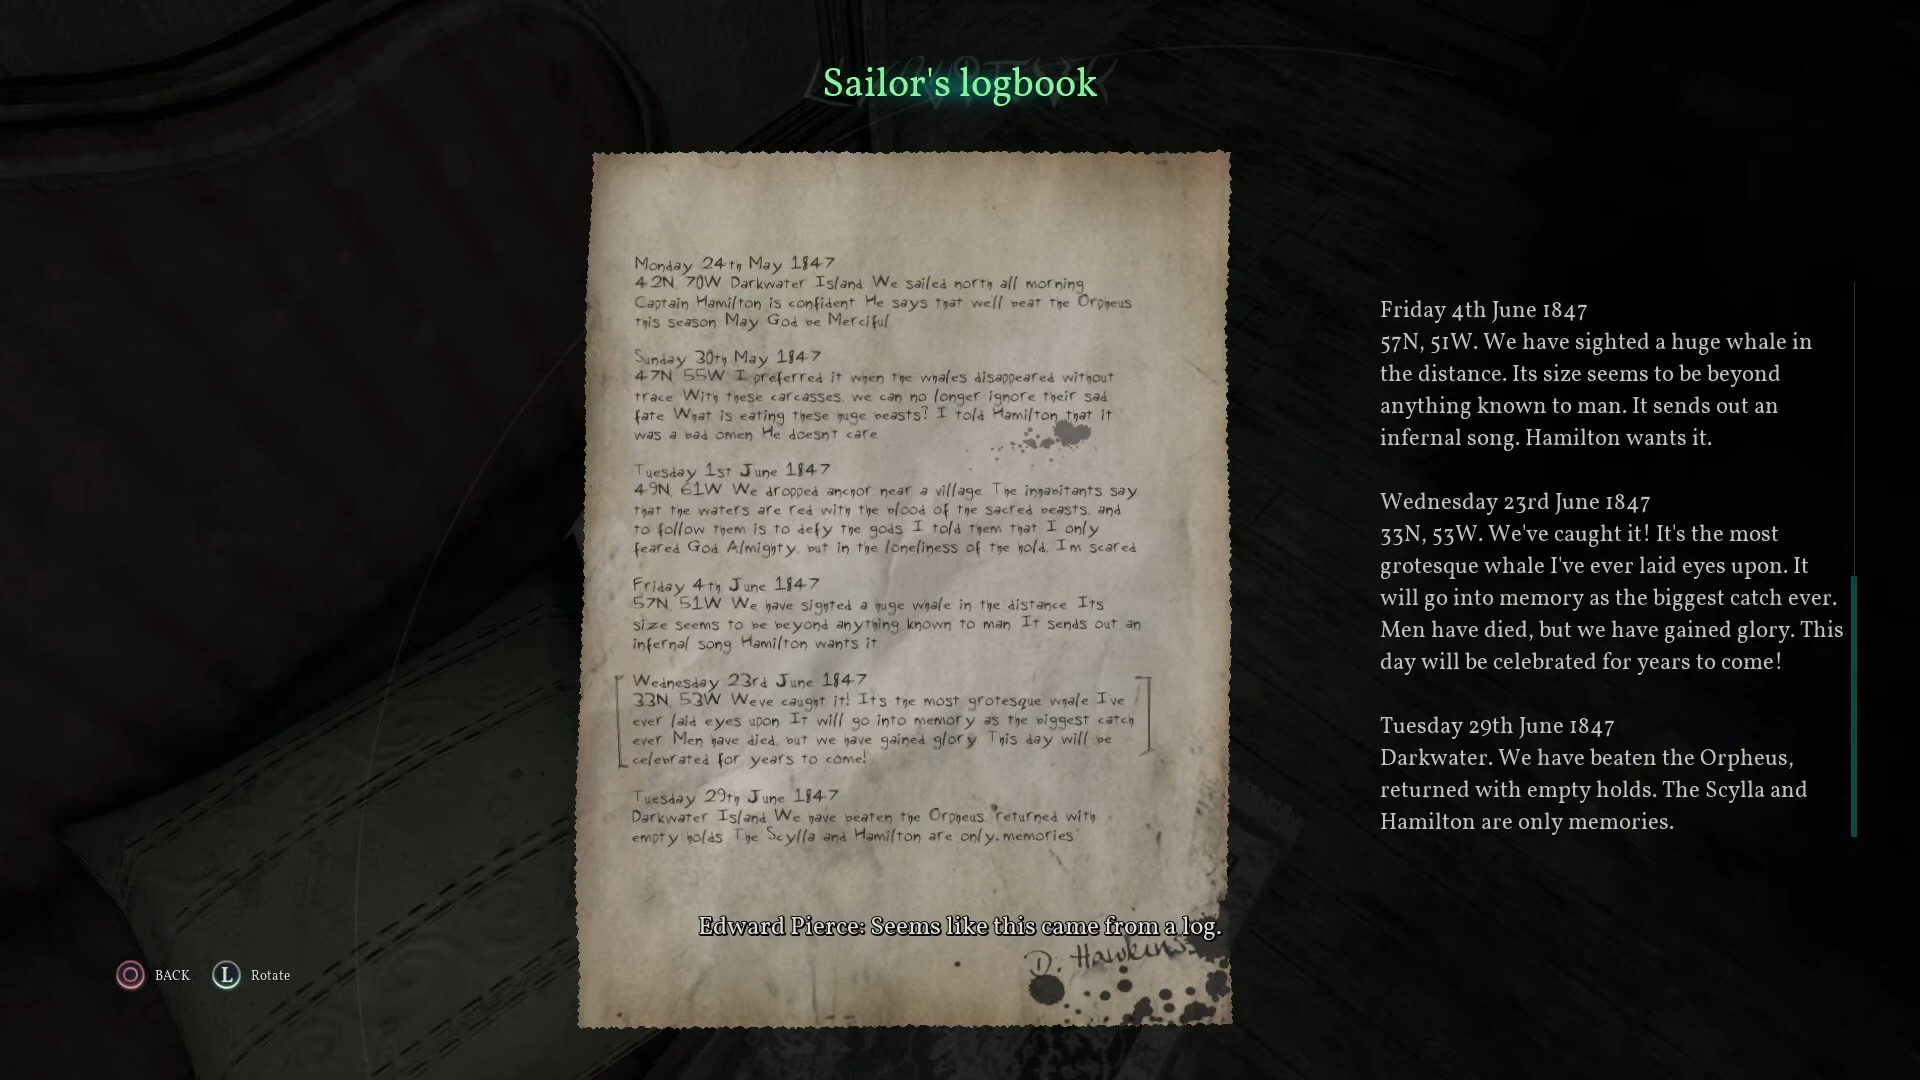 Sailor's logbook
Monday 24th May 1847
42N, 70W Darkwater Island We sailed north all morning
Captain Hamilton is confident He says that we'll beat the Orpheus
this season May God be Merciful
Sunday 30th May 1847
47N, 55W I preferred it when the whales disappeared without
trace With these carcasses, we can no longer ignore their sad
fate What is eating these huge beasts? I told Hamilton that it
was a bad omen He doesn't care
Tuesday 1st June 1847
49N, 61W We dropped anchor near a village The inhabitants say
that the waters are red with the blood of the sacred beasts, and
to follow them is to defy the gods I told them that I only
feared God Almighty, but in the loneliness of the hold, I'm scared
Friday 4th June 1847
57N, 51W We have sighted a huge whale in the distance Its
size seems to be beyond anything known to man It sends out an
infernal song Hamilton wants it
Wednesday 23rd June 1847
33N, 53W We've caught it! It's the most grotesque whale I've
ever laid eyes upon It will go into memory as the biggest catch
ever Men have died, but we have gained glory This day will be
celebrated for years to come!
Tuesday 29th June 1847
Darkwater Island We have beaten the Orpheus, "returned with
empty holds The Scylla and Hamilton are only memories"
D. Hawkins
Edward Pierce: Seems like this came from a log.
Friday 4th June 1847
57N, 51W. We have sighted a huge whale in
the distance. Its size seems to be beyond
anything known to man. It sends out an
infernal song. Hamilton wants it.
Wednesday 23rd June 1847
33N, 53W. We've caught it! It's the most
grotesque whale I've ever laid eyes upon. It
will go into memory as the biggest catch ever.
Men have died, but we have gained glory. This
day will be celebrated for years to come!
Tuesday 29th June 1847
Darkwater. We have beaten the Orpheus,
returned with empty holds. The Scylla and
Hamilton are only memories.
BACK L Rotate